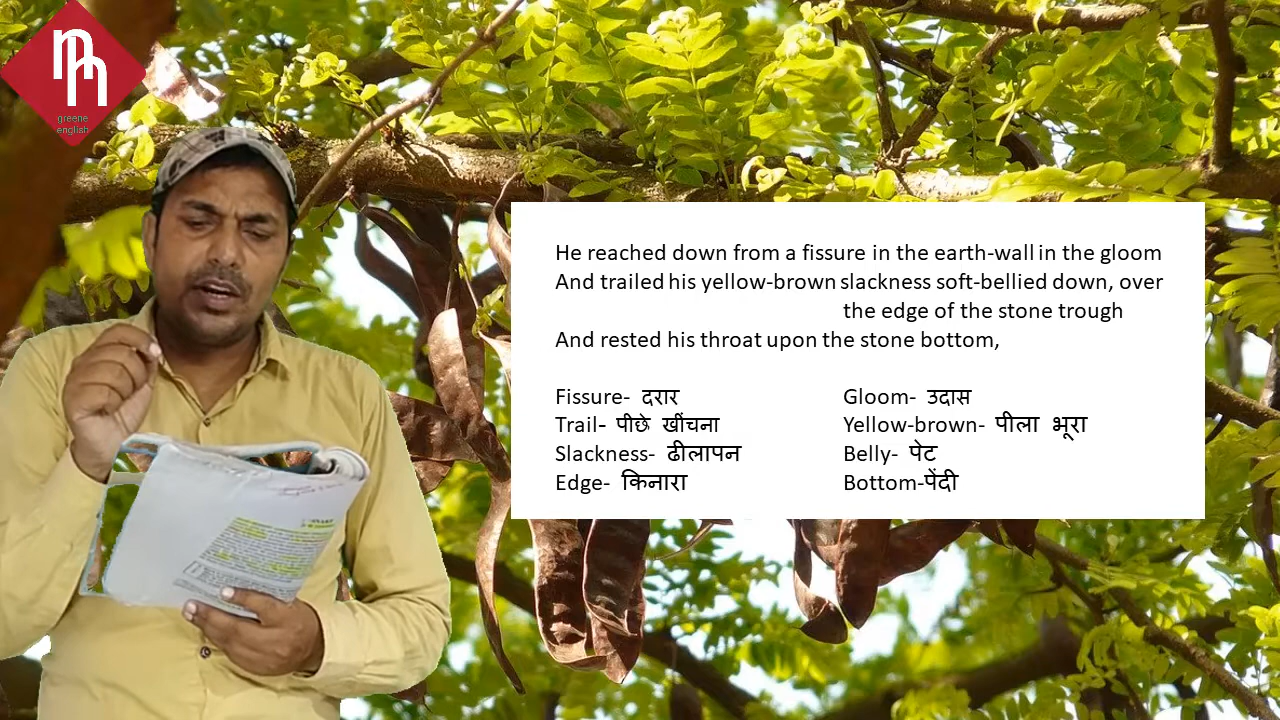 greene
english
He reached down from a fissure in the earth-wall in the gloom
And trailed his yellow-brown slackness soft-bellied down, over
the edge of the stone trough
And rested his throat upon the stone bottom,
Fissure- दरार Gloom- उदास
Trail- पीछे खींचना Yellow-brown- पीला भूरा
Slackness- ढीलापन Belly- पेट
Edge- किनारा Bottom-पेंदी